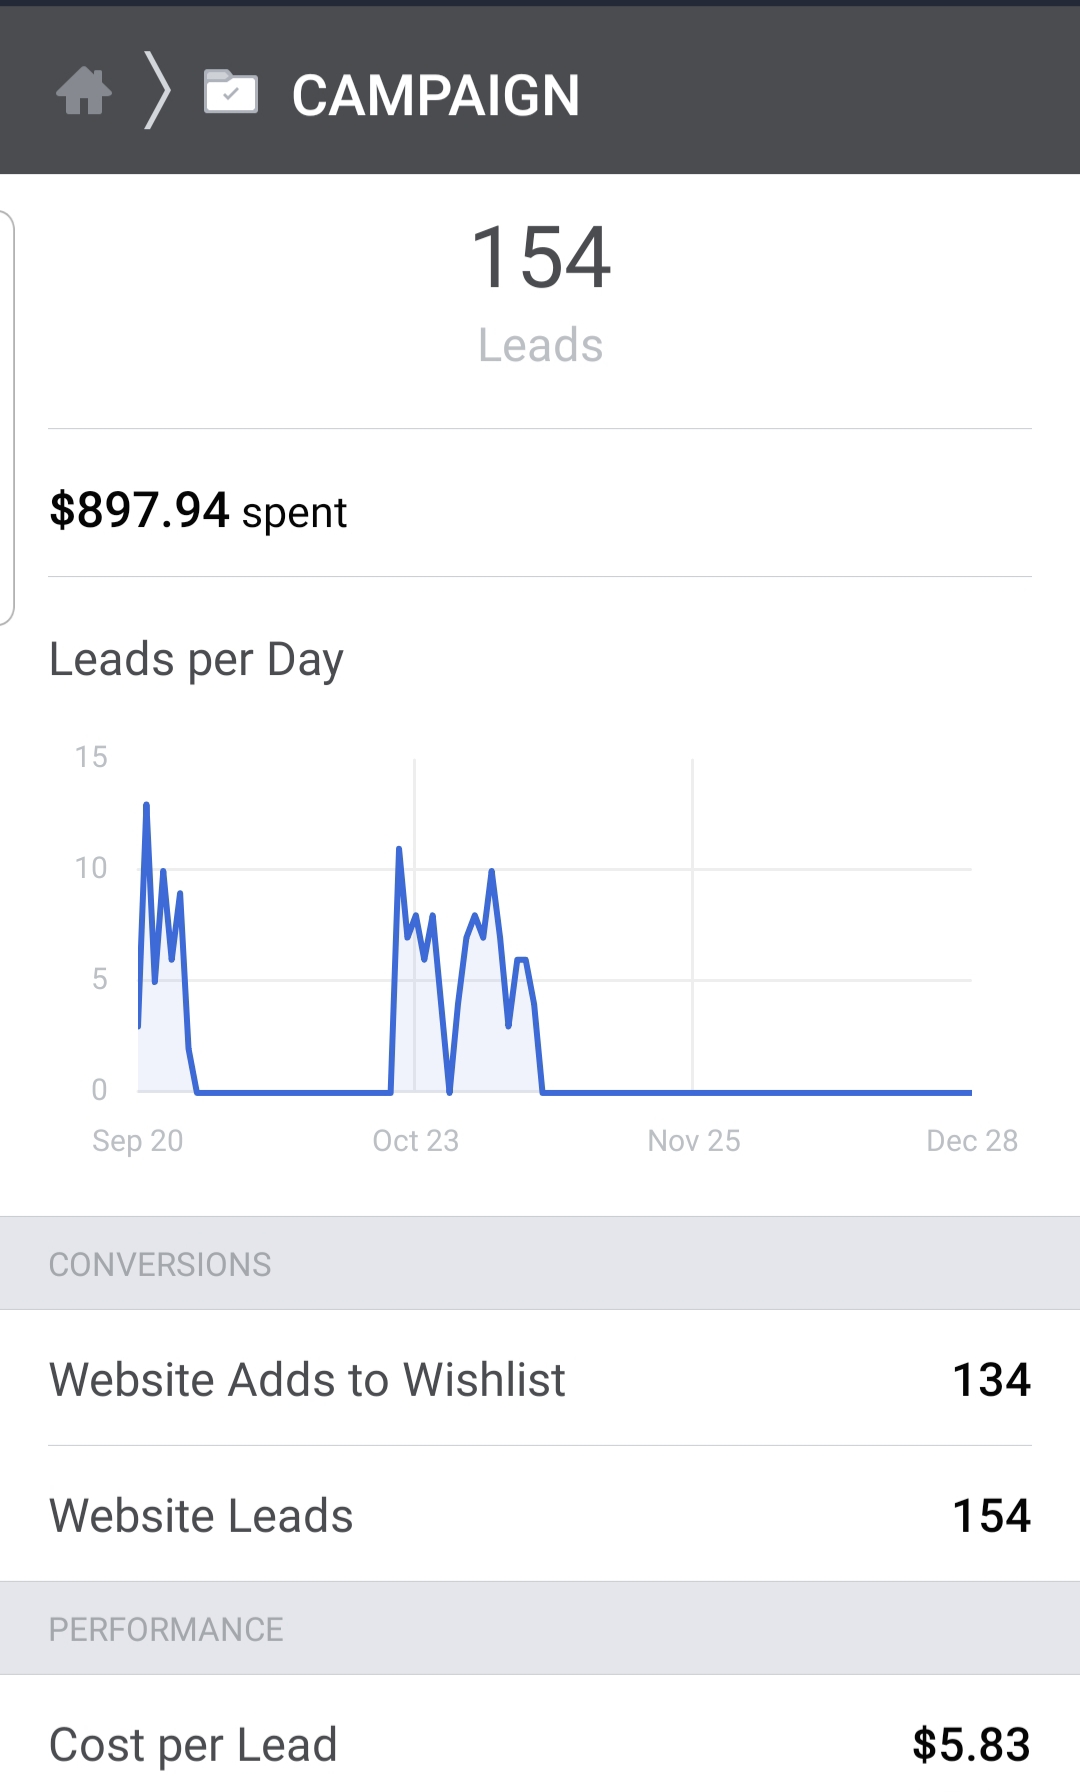 CAMPAIGN
154
Leads
$897.94 spent
Leads per Day
15
10
5
0
Sep 20 Oct 23 Nov 25 Dec 28
CONVERSIONS
Website Adds to Wishlist 134
Website Leads 154
PERFORMANCE
Cost per Lead $5.83